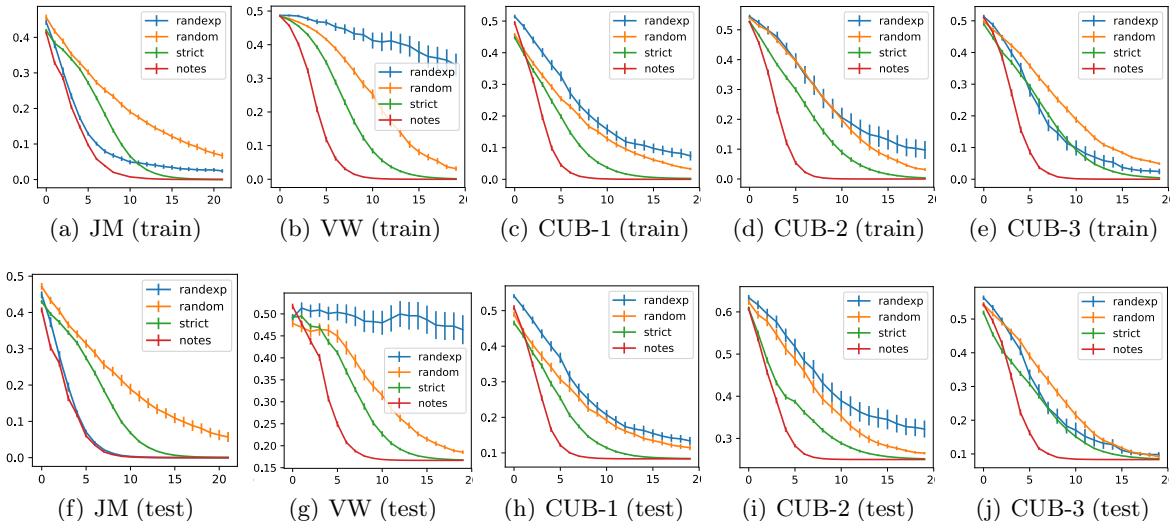 0.4
0.3
0.2
0.1
0.0
randexp
random
strict
notes
0 5 10 15 20
(a) JM (train)
0.5
0.4
0.3
0.2
0.1
0.0
randexp
random
strict
notes
0 5 10 15 20
(b) VW (train)
0.5
0.4
0.3
0.2
0.1
0.0
randexp
random
strict
notes
0 5 10 15 20
(c) CUB-1 (train)
0.5
0.4
0.3
0.2
0.1
0.0
randexp
random
strict
notes
0 5 10 15 20
(d) CUB-2 (train)
0.5
0.4
0.3
0.2
0.1
0.0
randexp
random
strict
notes
0 5 10 15 20
(e) CUB-3 (train)
0.5
0.4
0.3
0.2
0.1
0.0
randexp
random
strict
notes
0 5 10 15 20
(f) JM (test)
0.50
0.45
0.40
0.35
0.30
0.25
0.20
0.15
randexp
random
strict
notes
0 5 10 15 20
(g) VW (test)
0.5
0.4
0.3
0.2
0.1
randexp
random
strict
notes
0 5 10 15 20
(h) CUB-1 (test)
0.6
0.5
0.4
0.3
randexp
random
strict
notes
0 5 10 15 20
(i) CUB-2 (test)
0.5
0.4
0.3
0.2
0.1
randexp
random
strict
notes
0 5 10 15 20
(j) CUB-3 (test)